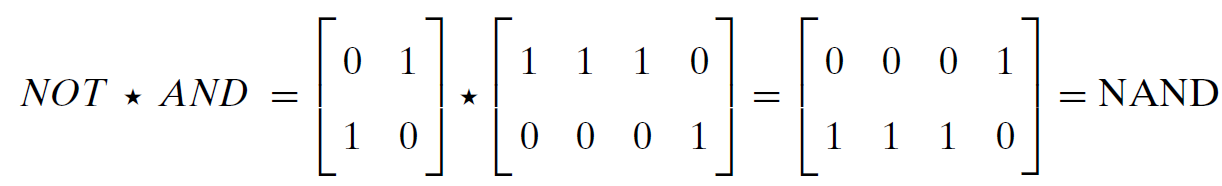 NOT ⋆ AND = [ 0 1 ; 1 0 ] ⋆ [ 1 1 1 0 ; 0 0 0 1 ] = [ 0 0 0 1 ; 1 1 1 0 ] = NAND